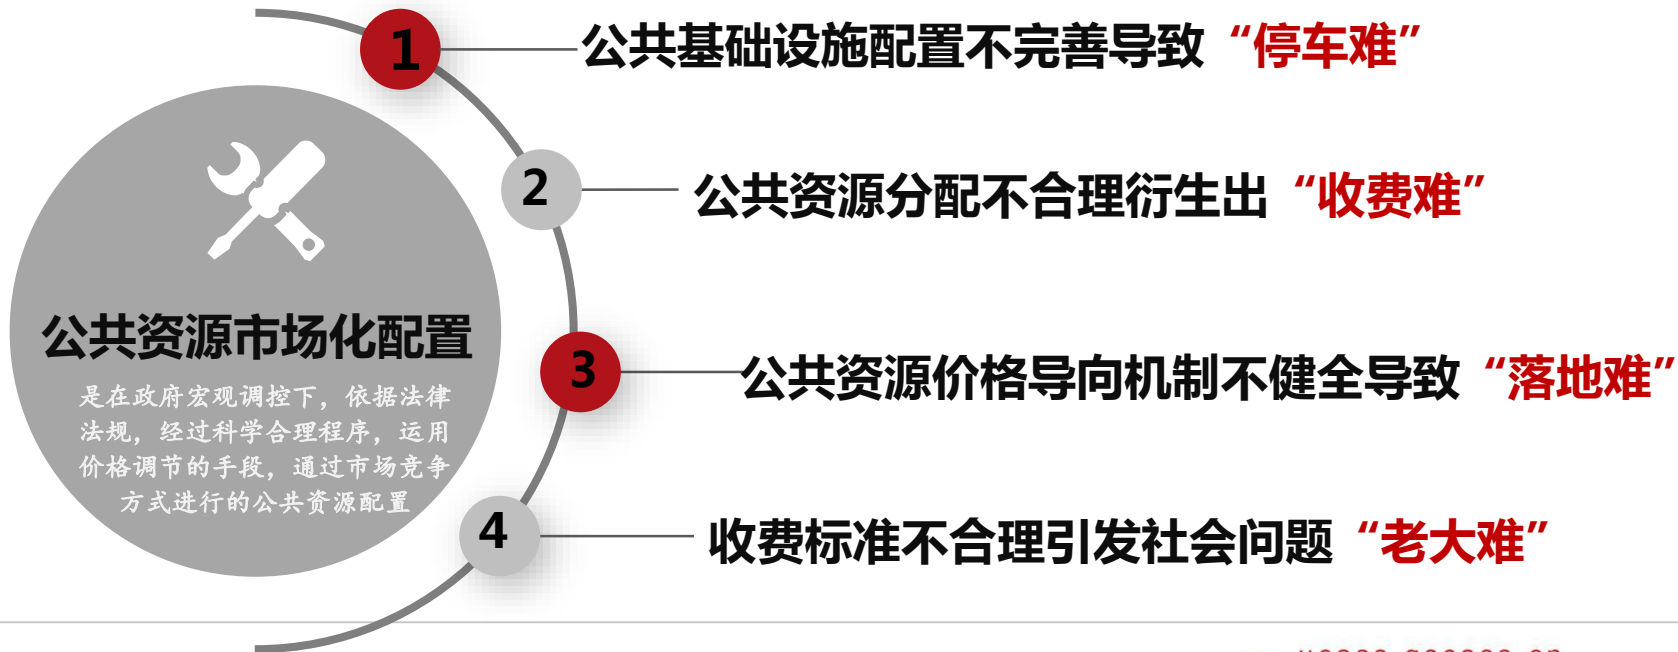 1
公共基础设施配置不完善导致 “停车难”
2
公共资源分配不合理衍生出 “收费难”
公共资源市场化配置
是在政府宏观调控下，依据法律
法规，经过科学合理程序，运用
价格调节的手段，通过市场竞争
方式进行的公共资源配置
3
公共资源价格导向机制不健全导致 “落地难”
4
收费标准不合理引发社会问题 “老大难”